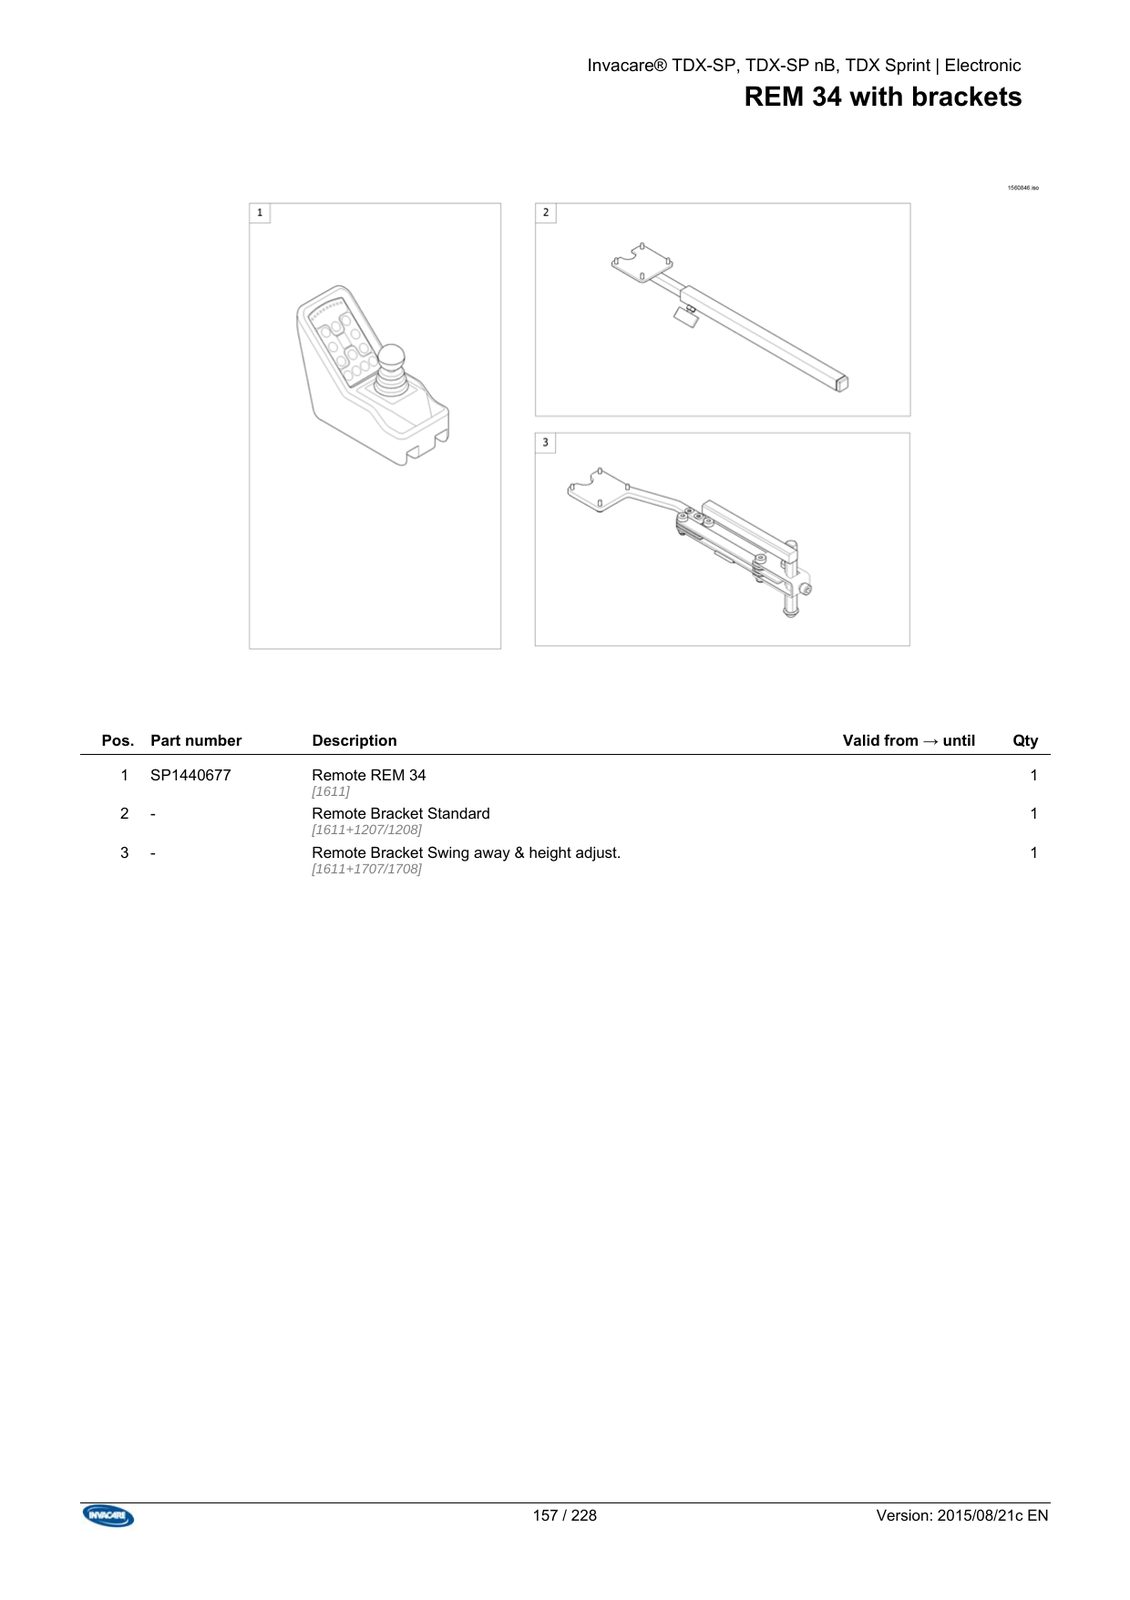 Invacare® TDX-SP, TDX-SP nB, TDX Sprint | Electronic
REM 34 with brackets
1560846.iso
1
2
3
Pos. Part number Description Valid from → until Qty
1 SP1440677 Remote REM 34 1
[1611]
2 - Remote Bracket Standard 1
[1611+1207/1208]
3 - Remote Bracket Swing away & height adjust. 1
[1611+1707/1708]
INVACARE 157 / 228 Version: 2015/08/21c EN